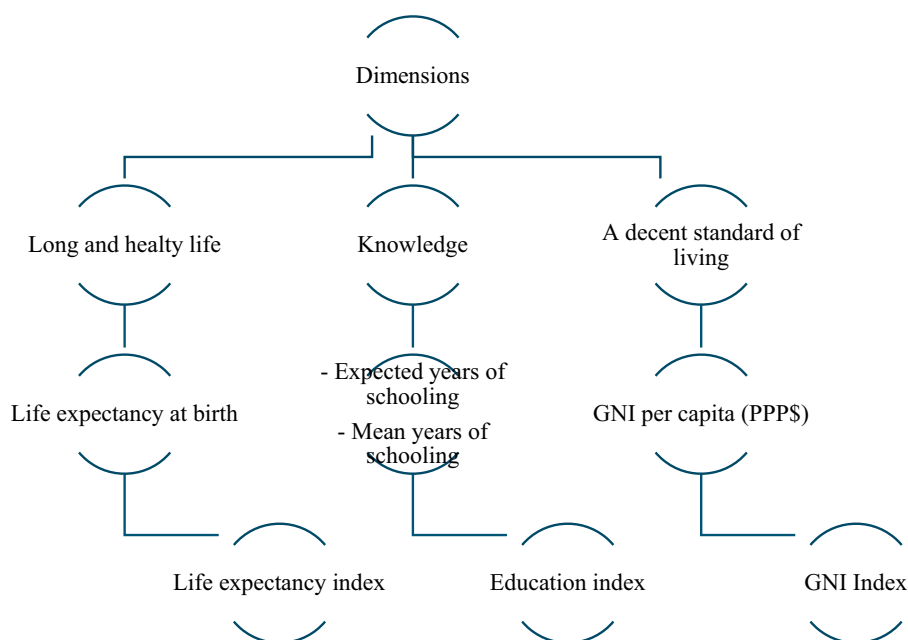 Dimensions
Long and healty life
Knowledge
A decent standard of
living
Life expectancy at birth
- Expected years of
schooling
- Mean years of
schooling
GNI per capita (PPP$)
Life expectancy index
Education index
GNI Index